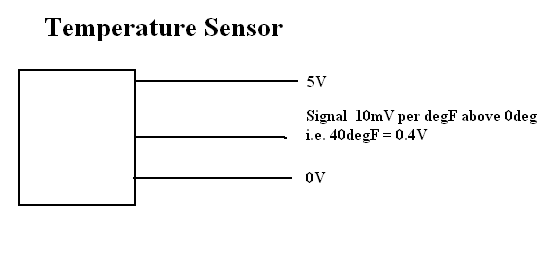 Temperature Sensor
5V
Signal  10mV per degF above 0deg
i.e. 40degF = 0.4V
0V